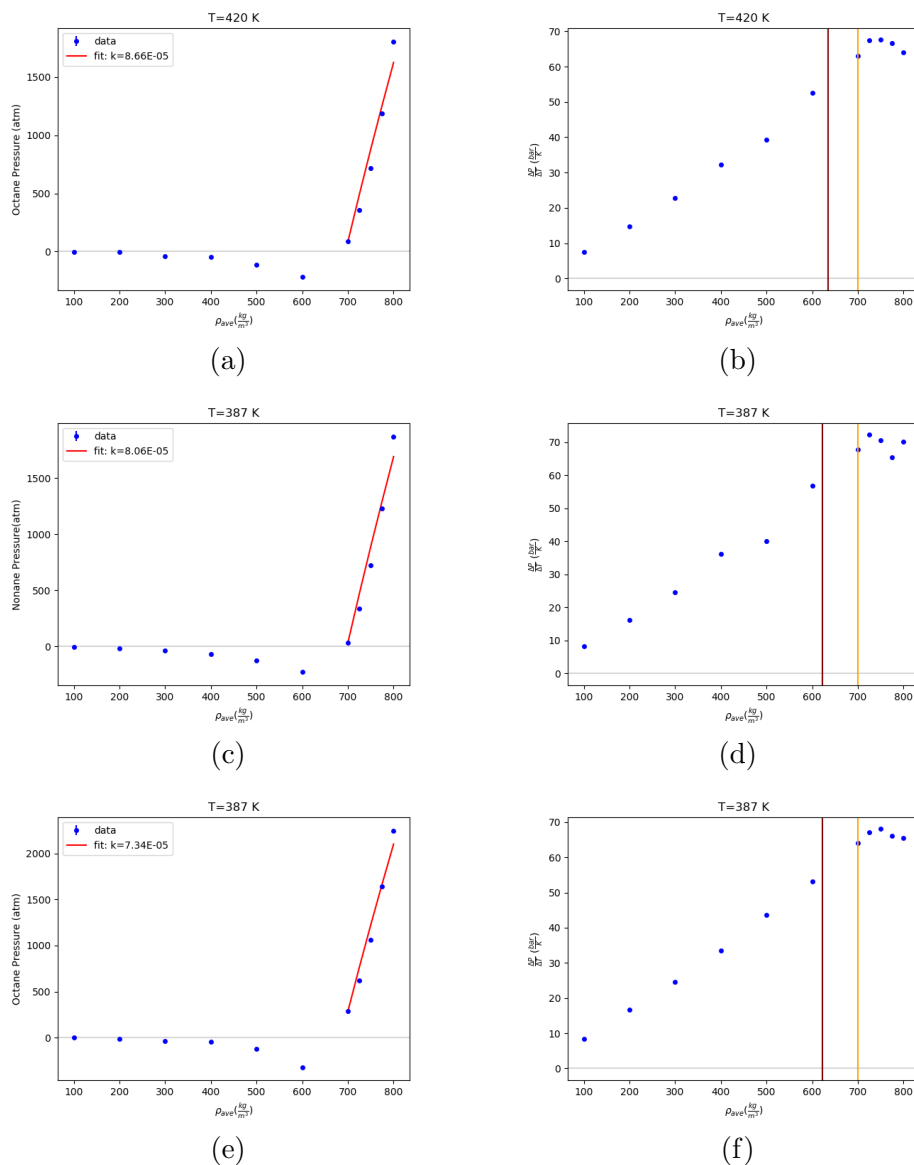 T=420 K
data
fit: k=8.66E-05
Octane Pressure (atm)
1500
1000
500
0
100 200 300 400 500 600 700 800
ρ_ave(kg/m³)
(a)
T=420 K
ΔP/ΔT (bar/K)
70
60
50
40
30
20
10
0
100 200 300 400 500 600 700 800
ρ_ave(kg/m³)
(b)
T=387 K
data
fit: k=8.06E-05
Nonane Pressure(atm)
1500
1000
500
0
100 200 300 400 500 600 700 800
ρ_ave(kg/m³)
(c)
T=387 K
ΔP/ΔT (bar/K)
70
60
50
40
30
20
10
0
100 200 300 400 500 600 700 800
ρ_ave(kg/m³)
(d)
T=387 K
data
fit: k=7.34E-05
Octane Pressure (atm)
2000
1500
1000
500
0
100 200 300 400 500 600 700 800
ρ_ave(kg/m³)
(e)
T=387 K
ΔP/ΔT (bar/K)
70
60
50
40
30
20
10
0
100 200 300 400 500 600 700 800
ρ_ave(kg/m³)
(f)